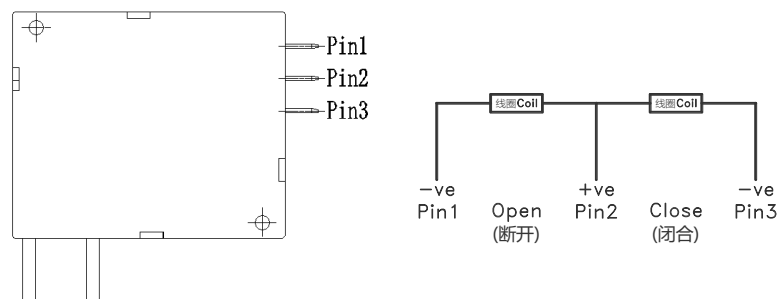 Pin1
Pin2
Pin3
线圈Coil
线圈Coil
-ve
+ve
-ve
Pin1
Open
Pin2
Close
Pin3
(断开)
(闭合)